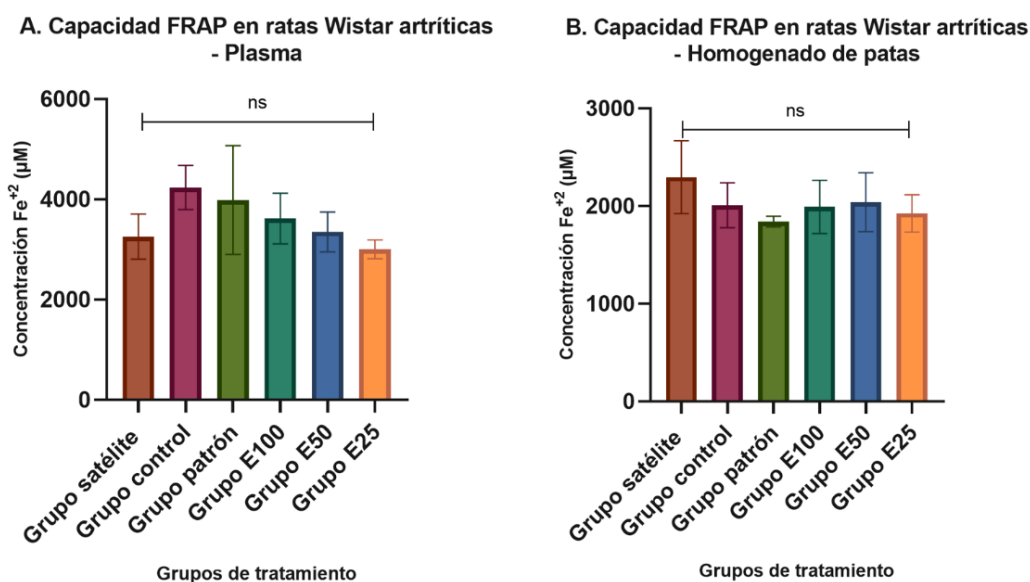 A. Capacidad FRAP en ratas Wistar artríticas
- Plasma
Concentración Fe⁺² (µM)
6000
4000
2000
0
ns
Grupo satélite
Grupo control
Grupo patrón
Grupo E100
Grupo E50
Grupo E25
Grupos de tratamiento
B. Capacidad FRAP en ratas Wistar artríticas
- Homogenado de patas
Concentración Fe⁺² (µM)
3000
2000
1000
0
ns
Grupo satélite
Grupo control
Grupo patrón
Grupo E100
Grupo E50
Grupo E25
Grupos de tratamiento